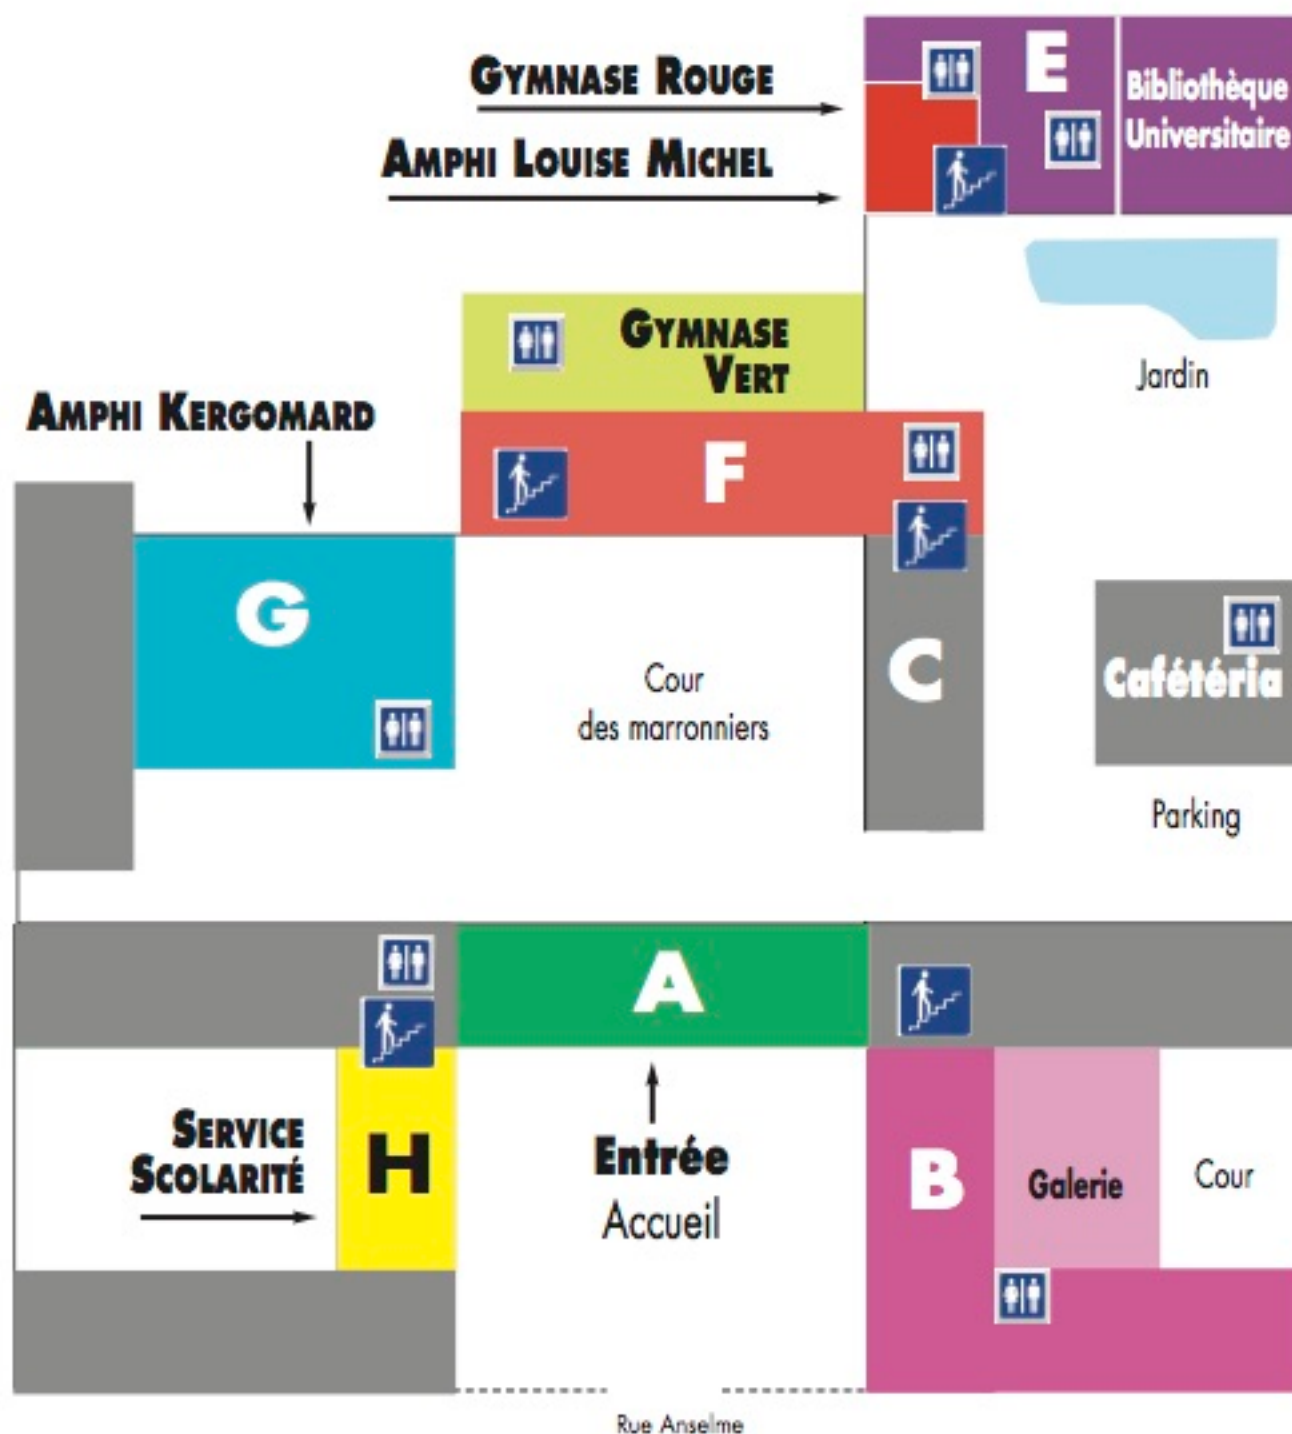 GYMNASE ROUGE
AMPHI LOUISE MICHEL
E
Bibliothèque
Universitaire
Jardin
GYMNASE
VERT
AMPHI KERGOMARD
F
G
Cour
des marronniers
C
Cafétéria
Parking
A
SERVICE
SCOLARITÉ
H
Entrée
Accueil
B
Galerie
Cour
Rue Anselme